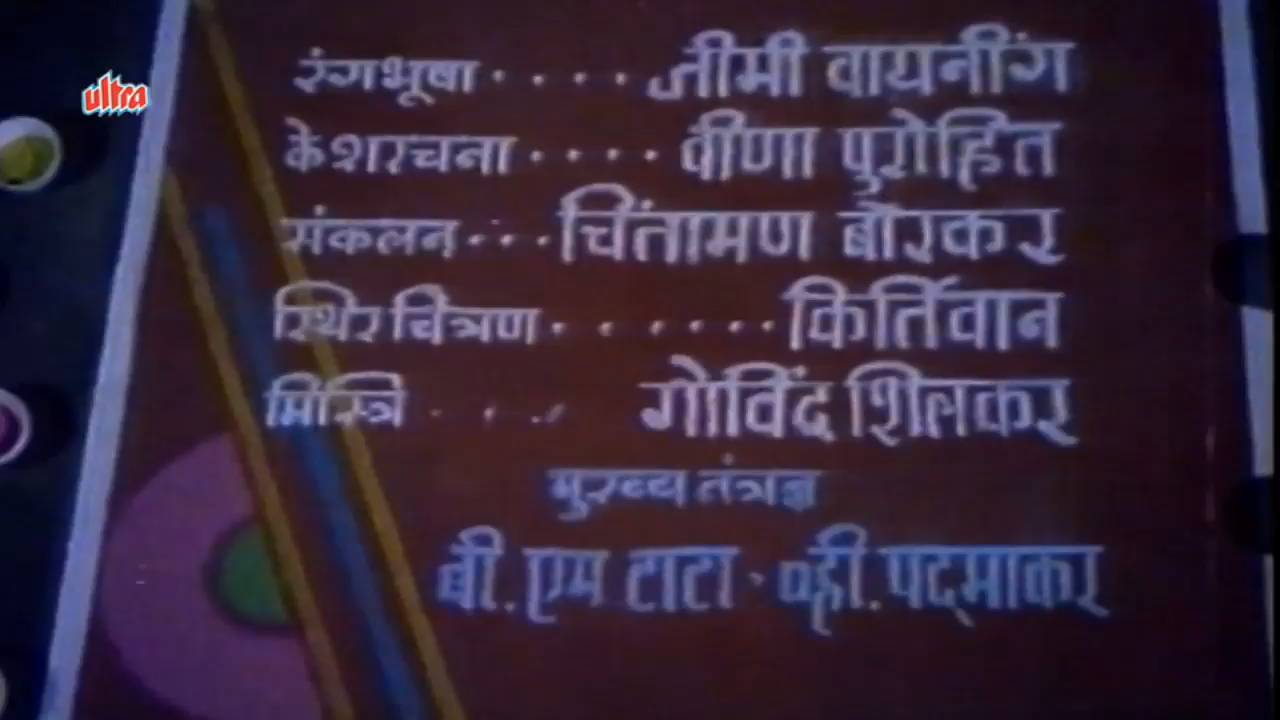 ultra
रंगभूषा . . . . . जीमी वायनींग
केशरचना . . . . वीणा पुरोहित
संकलन . . . चिंतामण बोरकर
स्थिर चित्रण . . . . . . . किर्तिवान
मिस्त्रि . . . . गोविंद शिलकर
मुख्य तंत्रज्ञ
बी. एम टाटा . व्ही. पद्माकर